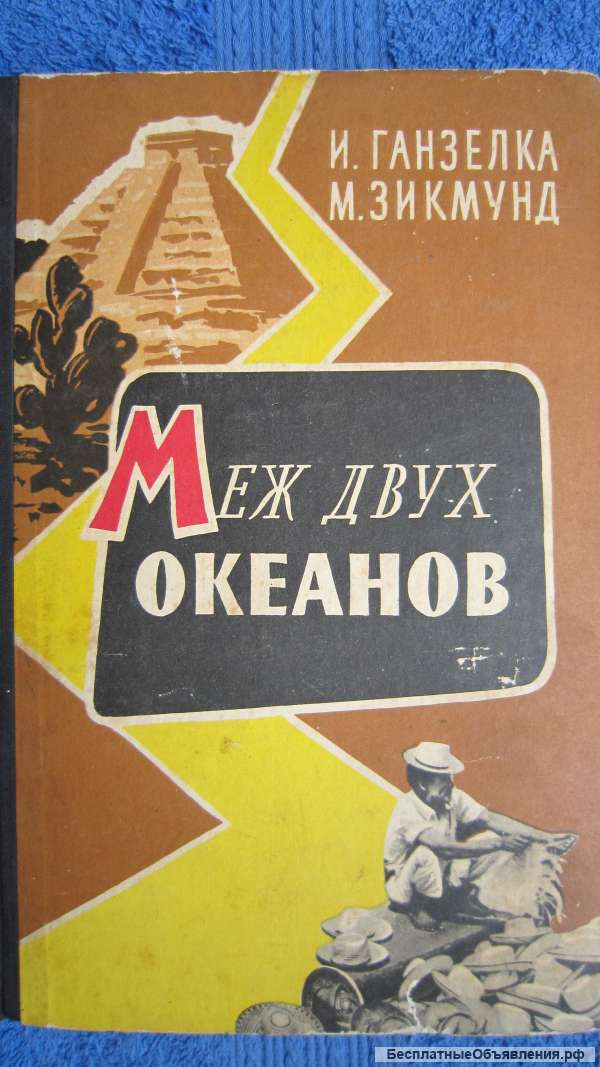 И. ГАНЗЕЛКА
М. ЗИКМУНД
МЕЖ ДВУХ
ОКЕАНОВ
БесплатныеОбъявления.рф